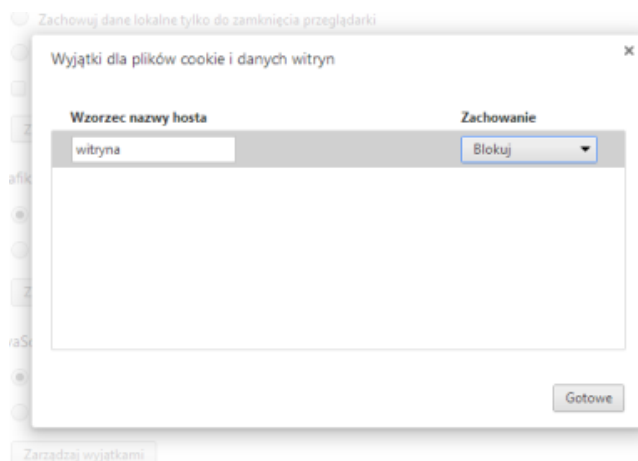 Zachowuj dane lokalne tylko do zamknięcia przeglądarki
Wyjątki dla plików cookie i danych witryn
×
Wzorzec nazwy hosta Zachowanie
witryna Blokuj
Gotowe
Zarządzaj wyjątkami